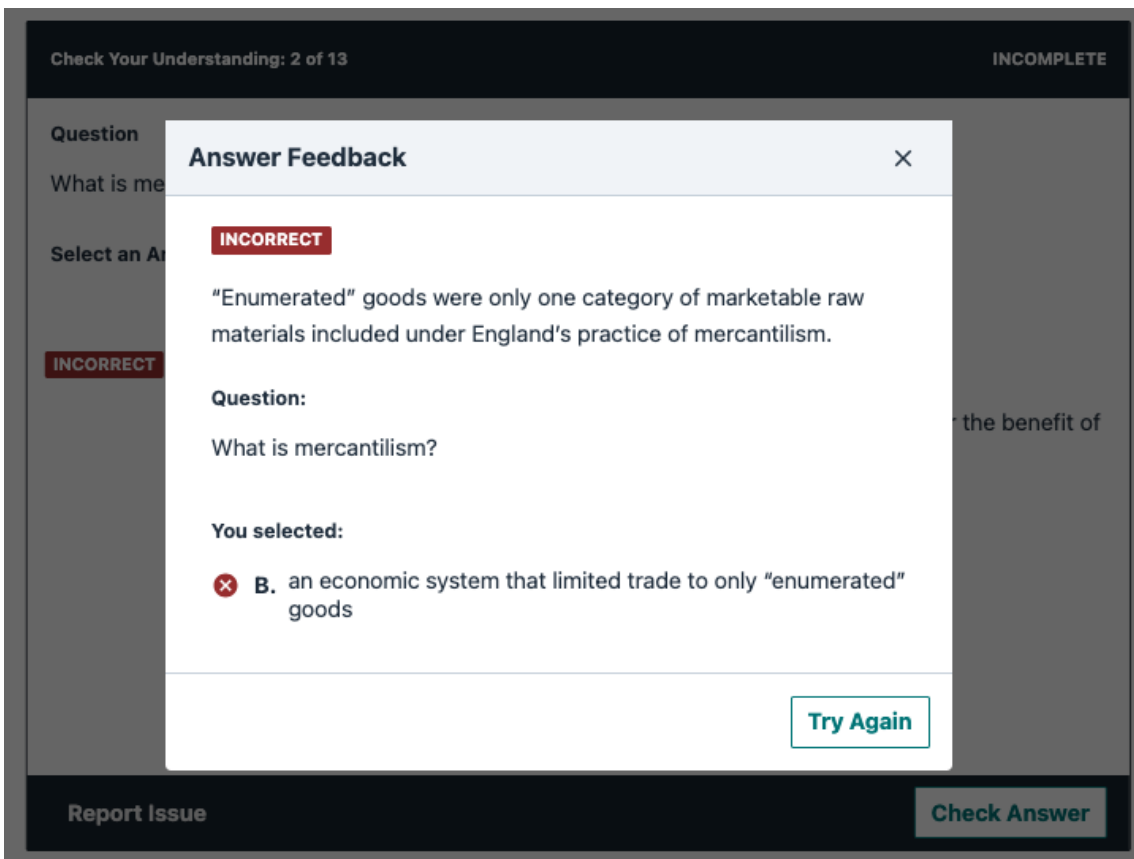 Check Your Understanding: 2 of 13
INCOMPLETE
Question
What is me
Select an
INCORRECT
the benefit of
Answer Feedback
INCORRECT
“Enumerated” goods were only one category of marketable raw
materials included under England’s practice of mercantilism.
Question:
What is mercantilism?
You selected:
B. an economic system that limited trade to only “enumerated”
goods
Try Again
Report Issue
Check Answer